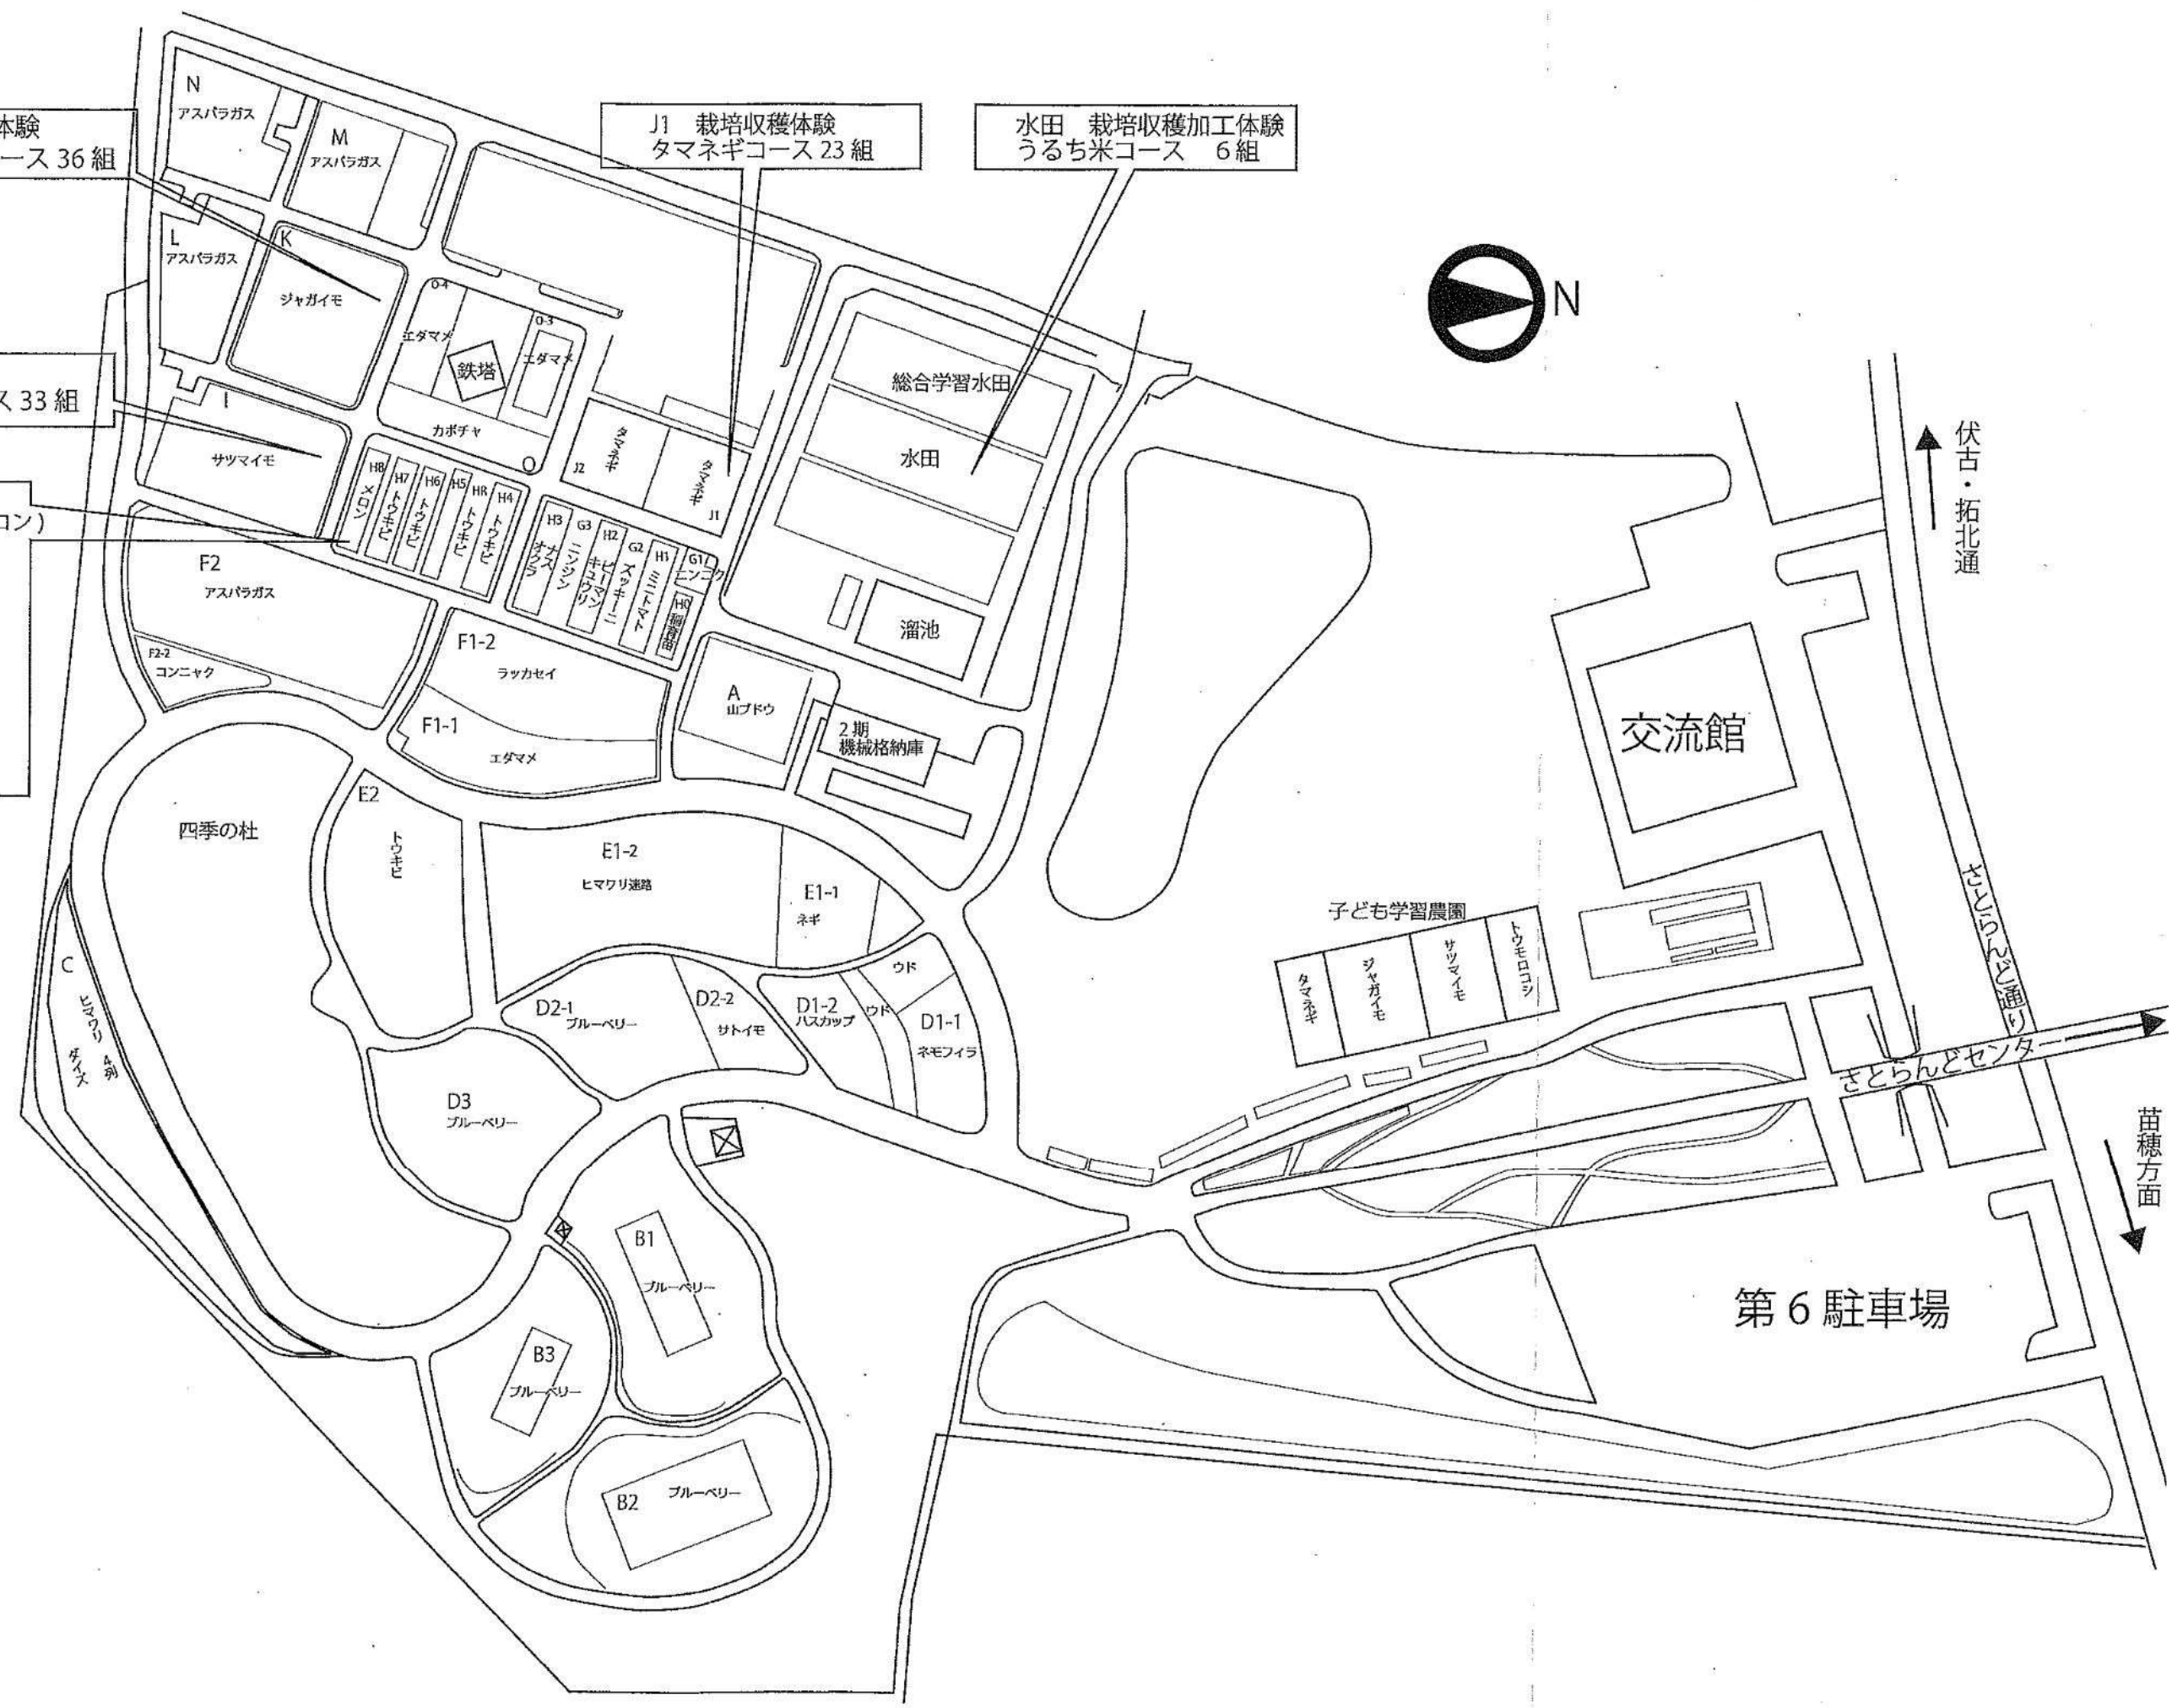 体験
ース 36 組
ス 33 組
コン)
J1 栽培収穫体験
タマネギコース 23 組
水田 栽培収穫加工体験
うるち米コース 6 組
N
N
アスパラガス
M
アスパラガス
L
アスパラガス
K
ジャガイモ
O-4
エダマメ
鉄塔
O-3
エダマメ
カボチャ
O
I
サツマイモ
J2
タマネギ
タマネギ
J1
総合学習水田
水田
溜池
H8
メロン
H7
トウキビ
H6
トウキビ
H5
HR
トウキビ
H4
トウキビ
H3
ナス
オクラ
G3
ニンジン
H2
ピーマン
キュウリ
G2
ズッキーニ
H1
ミニトマト
G1
ニンニク
H0
稲育苗
F2
アスパラガス
F2-2
コンニャク
F1-2
ラッカセイ
F1-1
エダマメ
A
山ブドウ
2期
機械格納庫
四季の杜
E2
トウキビ
E1-2
ヒマワリ迷路
E1-1
ネギ
C
ヒマワリ 4列
ダイズ
D2-1
ブルーベリー
D2-2
サトイモ
D1-2
ハスカップ
ウド
ウド
D1-1
ネモフィラ
D3
ブルーベリー
B1
ブルーベリー
B3
ブルーベリー
B2
ブルーベリー
交流館
子ども学習農園
タマネギ
ジャガイモ
サツマイモ
トウモロコシ
伏古・拓北通
さとらんど通り
さとらんどセンター
苗穂方面
第6駐車場